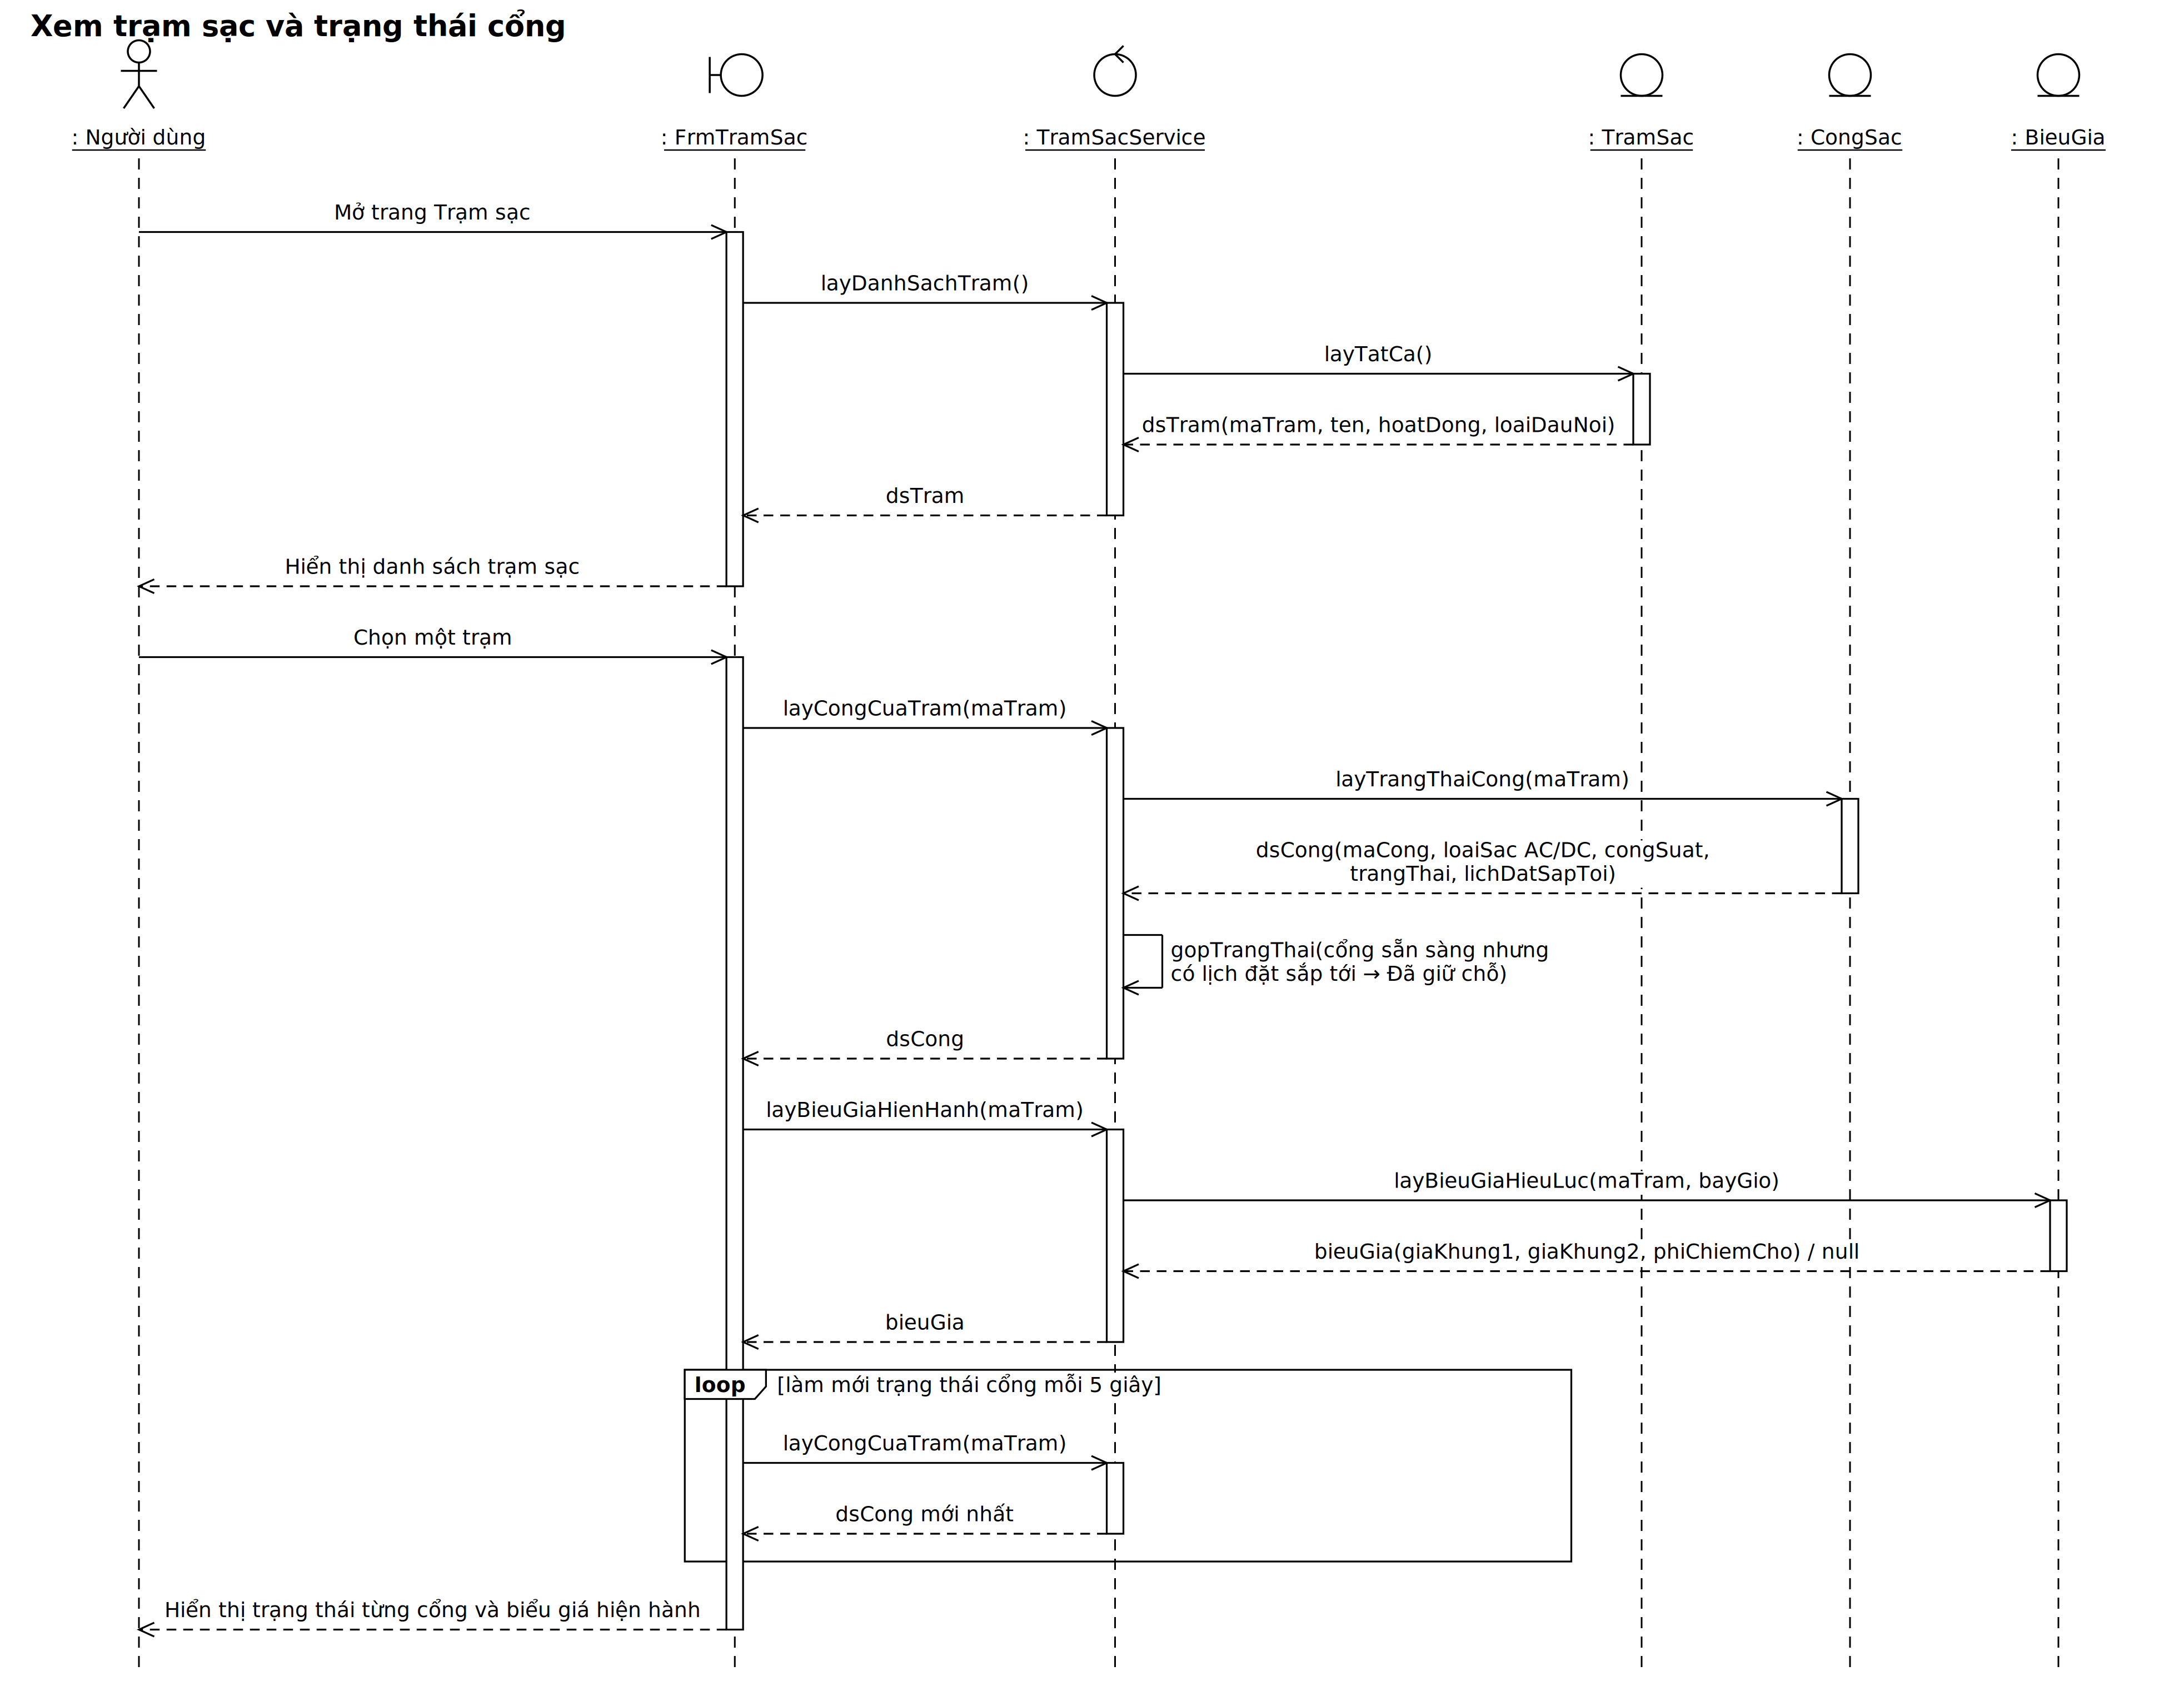 Xem trạm sạc và trạng thái cổng
: Người dùng
: FrmTramSac
: TramSacService
: TramSac
: CongSac
: BieuGia
Mở trang Trạm sạc
layDanhSachTram()
layTatCa()
dsTram(maTram, ten, hoatDong, loaiDauNoi)
dsTram
Hiển thị danh sách trạm sạc
Chọn một trạm
layCongCuaTram(maTram)
layTrangThaiCong(maTram)
dsCong(maCong, loaiSac AC/DC, congSuat,
trangThai, lichDatSapToi)
gopTrangThai(cổng sẵn sàng nhưng
có lịch đặt sắp tới → Đã giữ chỗ)
dsCong
layBieuGiaHienHanh(maTram)
layBieuGiaHieuLuc(maTram, bayGio)
bieuGia(giaKhung1, giaKhung2, phiChiemCho) / null
bieuGia
loop [làm mới trạng thái cổng mỗi 5 giây]
layCongCuaTram(maTram)
dsCong mới nhất
Hiển thị trạng thái từng cổng và biểu giá hiện hành